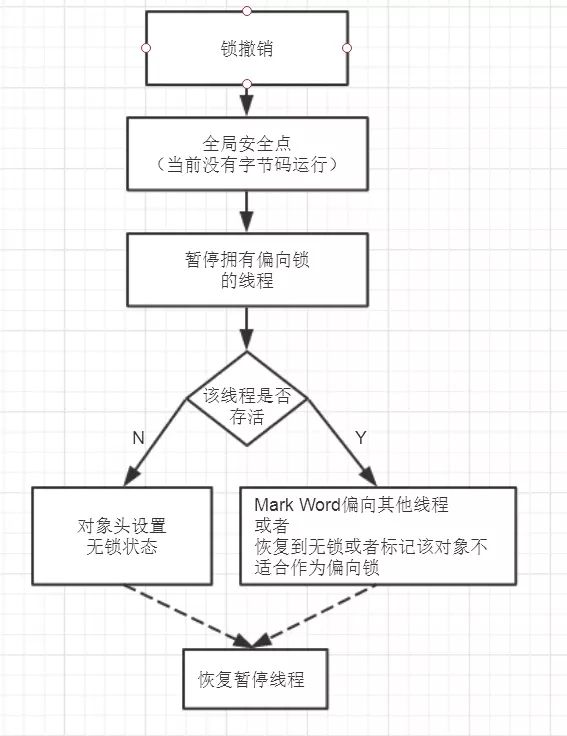 锁撤销
全局安全点
（当前没有字节码运行）
暂停拥有偏向锁
的线程
该线程是否
存活
N
Y
对象头设置
无锁状态
Mark Word偏向其他线程
或者
恢复到无锁或者标记该对象不
适合作为偏向锁
恢复暂停线程